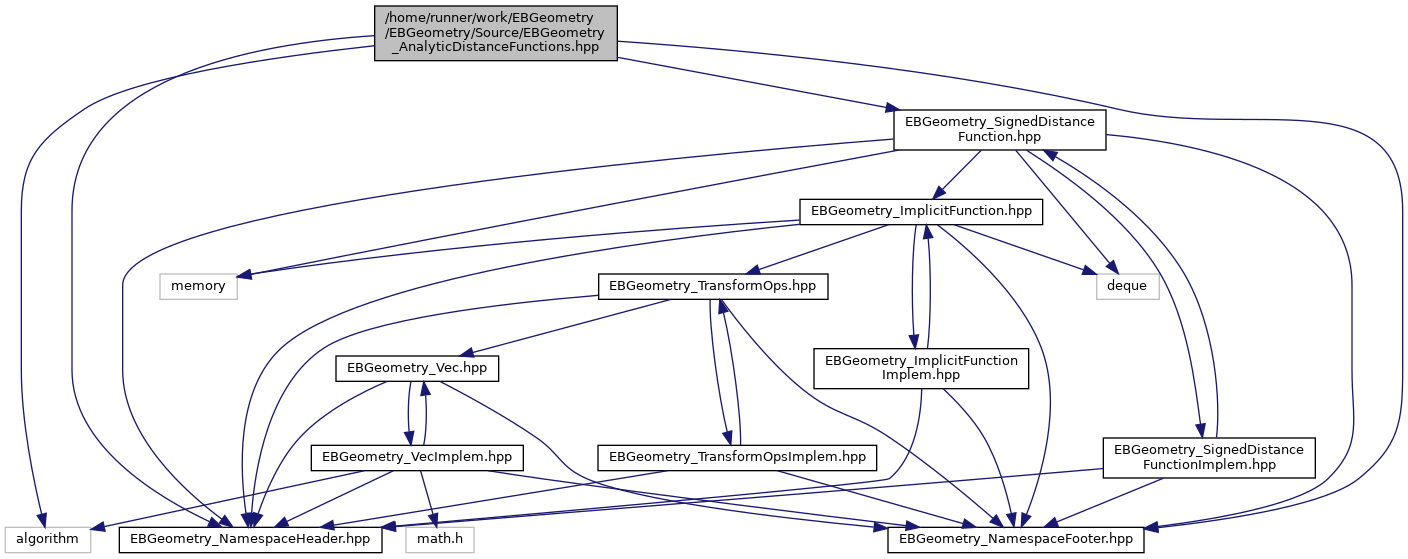 /home/runner/work/EBGeometry
/EBGeometry/Source/EBGeometry
_AnalyticDistanceFunctions.hpp
EBGeometry_SignedDistance
Function.hpp
EBGeometry_ImplicitFunction.hpp
memory
EBGeometry_TransformOps.hpp
deque
EBGeometry_Vec.hpp
EBGeometry_ImplicitFunction
Implem.hpp
EBGeometry_VecImplem.hpp
EBGeometry_TransformOpsImplem.hpp
EBGeometry_SignedDistance
FunctionImplem.hpp
algorithm
EBGeometry_NamespaceHeader.hpp
math.h
EBGeometry_NamespaceFooter.hpp